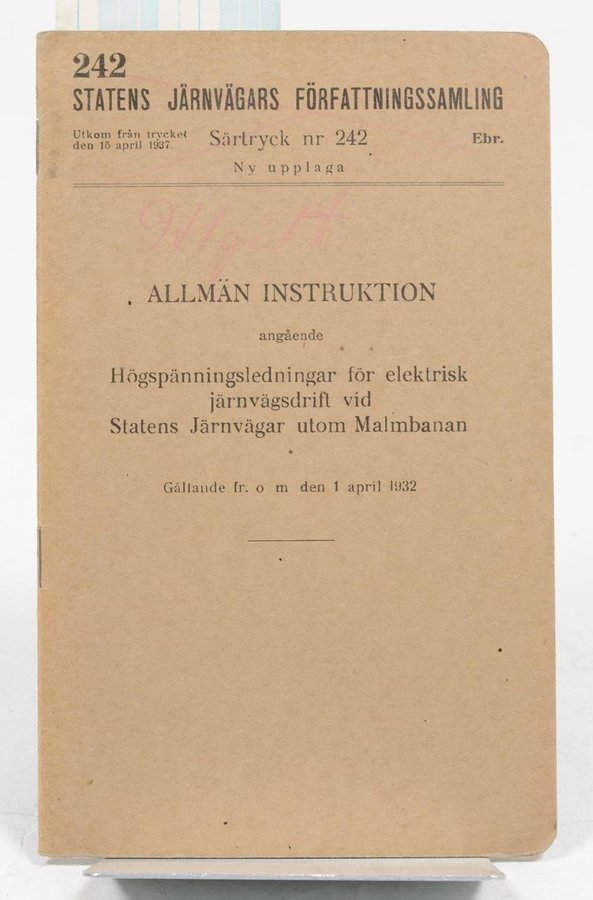 242
STATENS JÄRNVÄGARS FÖRFATTNINGSSAMLING
Utkom från trycket
den 15 april 1937.
Särtryck nr 242
Ebr.
Ny upplaga
Utgått
ALLMÄN INSTRUKTION
angående
Högspänningsledningar för elektrisk
järnvägsdrift vid
Statens Järnvägar utom Malmbanan
Gällande fr. o m den 1 april 1932